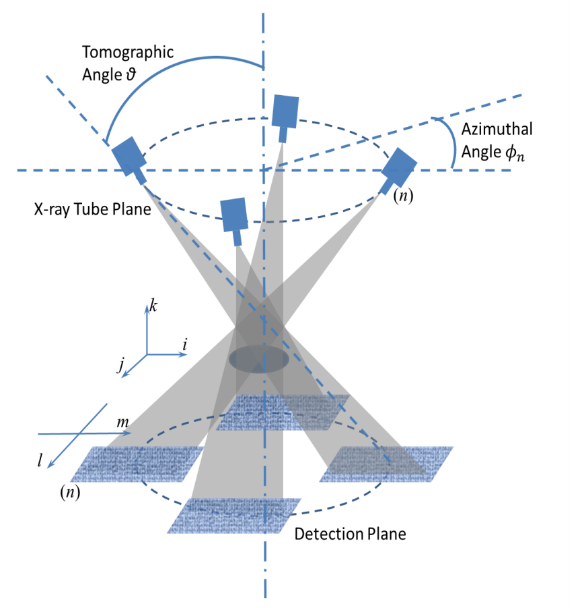 Tomographic
Angle ϑ
Azimuthal
Angle ϕn
(n)
X-ray Tube Plane
k
i
j
m
l
(n)
Detection Plane